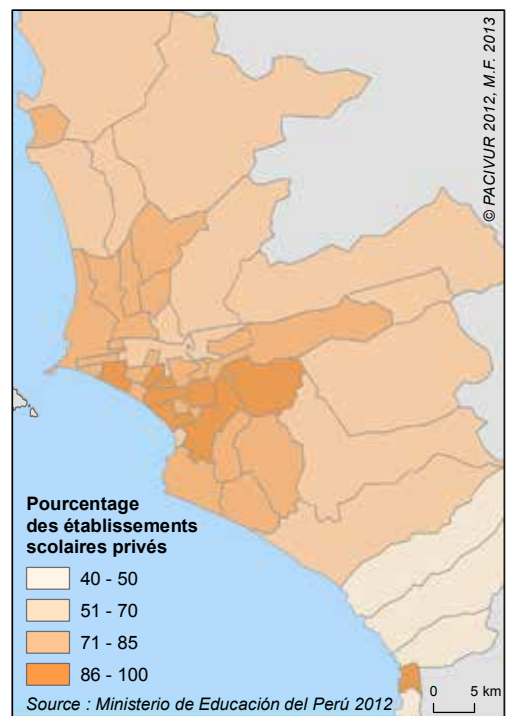 © PACIVUR 2012, M.F. 2013
Pourcentage
des établissements
scolaires privés
40 - 50
51 - 70
71 - 85
86 - 100
Source : Ministerio de Educación del Perú 2012
0 5 km